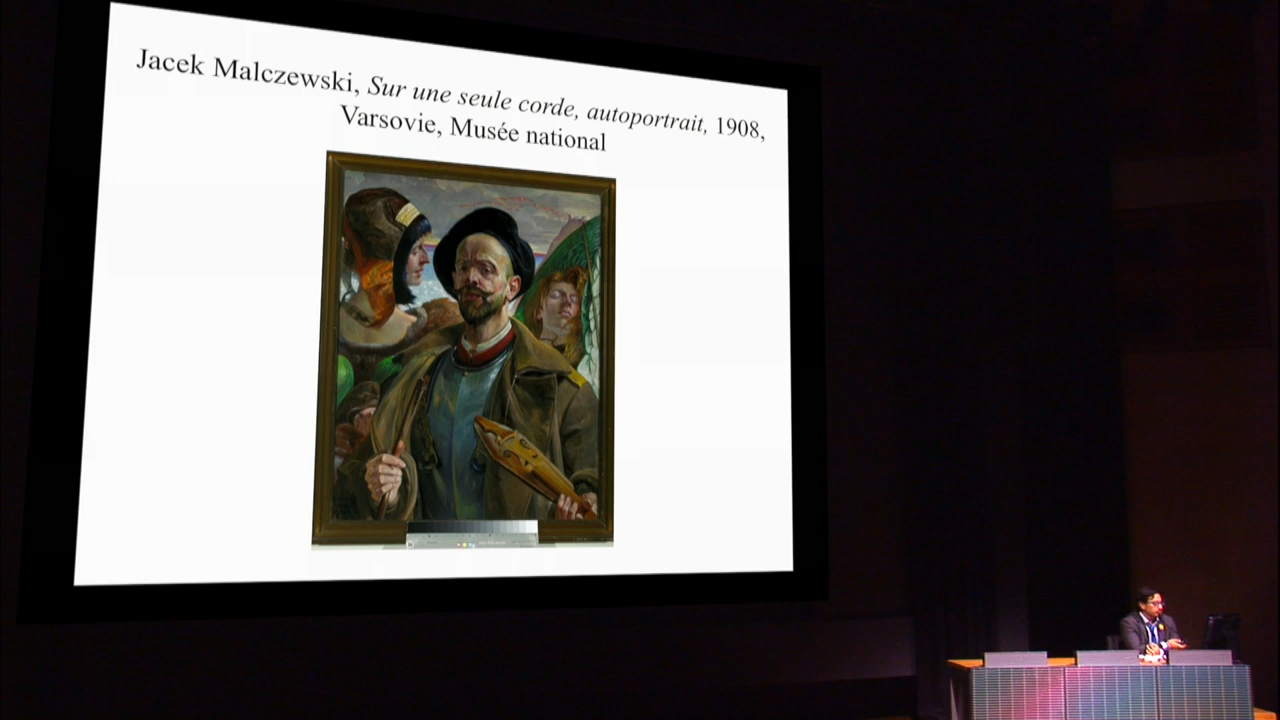 Jacek Malczewski, Sur une seule corde, autoportrait, 1908,
Varsovie, Musée national